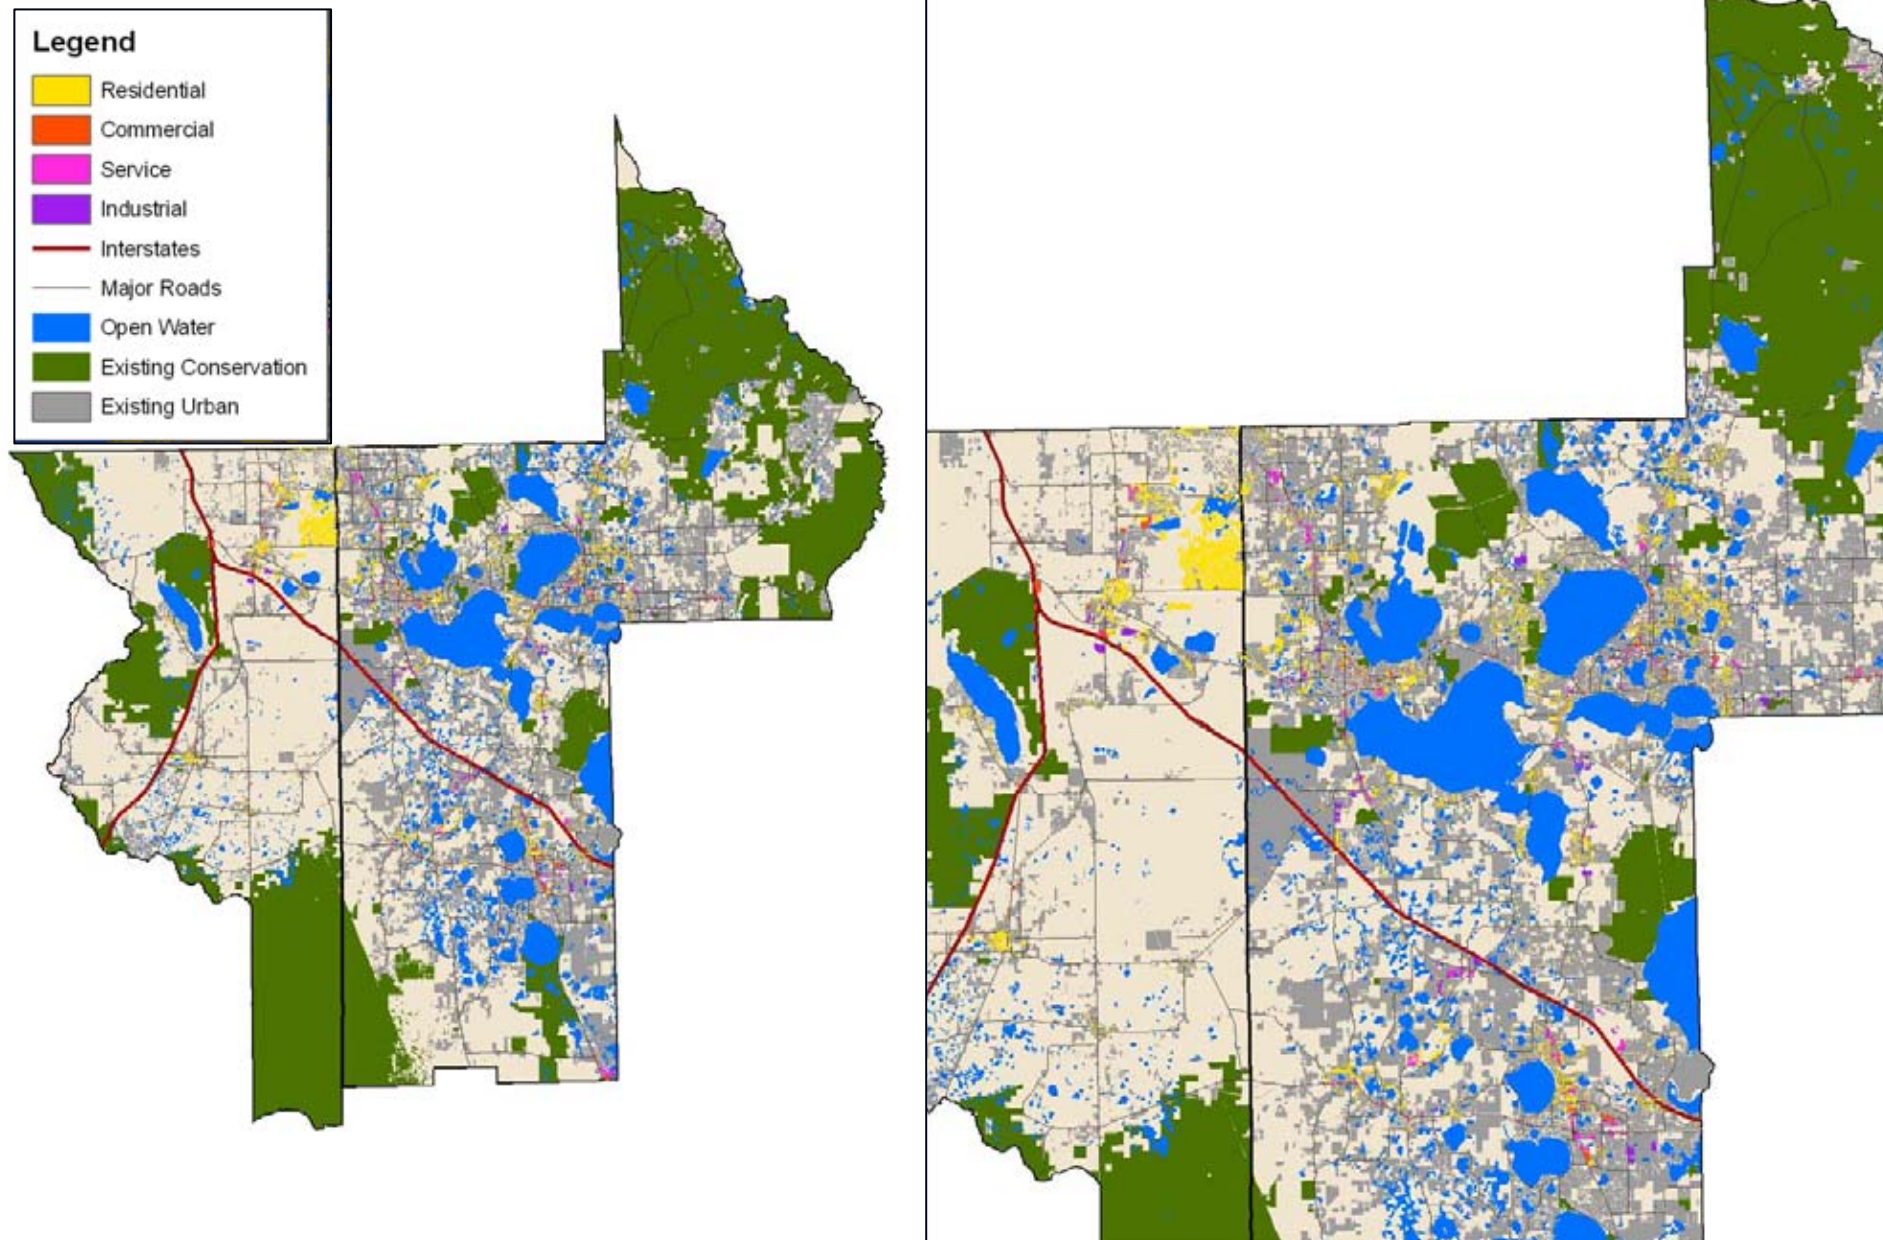 Legend
Residential
Commercial
Service
Industrial
Interstates
Major Roads
Open Water
Existing Conservation
Existing Urban